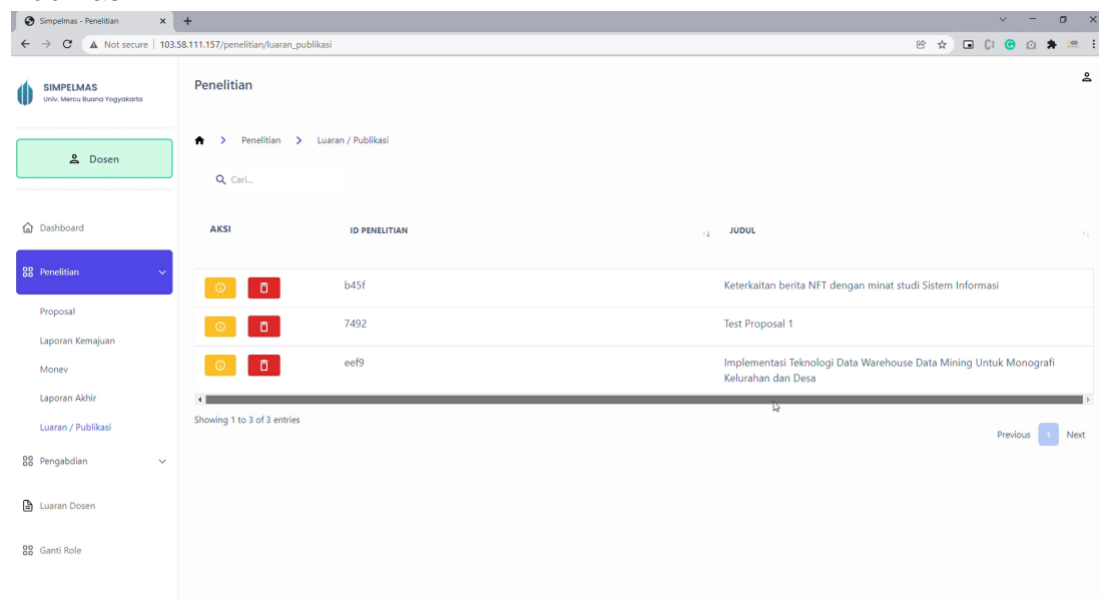 Simpelmas - Penelitian
Not secure | 103.58.111.157/penelitian/luaran_publikasi
SIMPELMAS
Univ. Mercu Buana Yogyakarta
Dosen
Dashboard
Penelitian
Proposal
Laporan Kemajuan
Monev
Laporan Akhir
Luaran / Publikasi
Pengabdian
Luaran Dosen
Ganti Role
Penelitian
Penelitian > Luaran / Publikasi
Cari...
AKSI ID PENELITIAN JUDUL
b45f Keterkaitan berita NFT dengan minat studi Sistem Informasi
7492 Test Proposal 1
eef9 Implementasi Teknologi Data Warehouse Data Mining Untuk Monografi
Kelurahan dan Desa
Showing 1 to 3 of 3 entries
Previous 1 Next